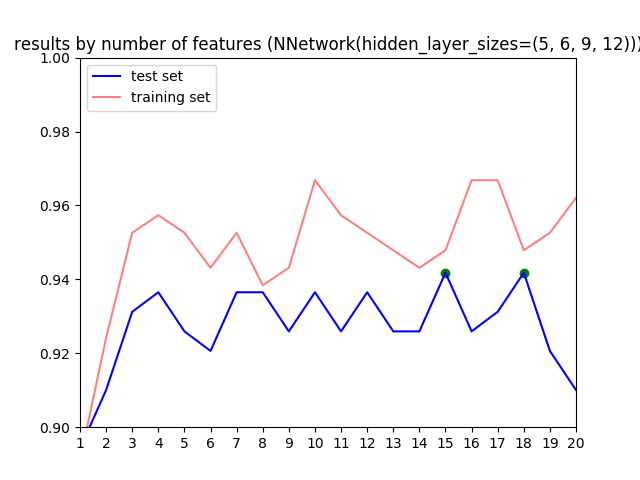 results by number of features (NNetwork(hidden_layer_sizes=(5, 6, 9, 12)))
1.00
test set
training set
0.98
0.96
0.94
0.92
0.90
1 2 3 4 5 6 7 8 9 10 11 12 13 14 15 16 17 18 19 20